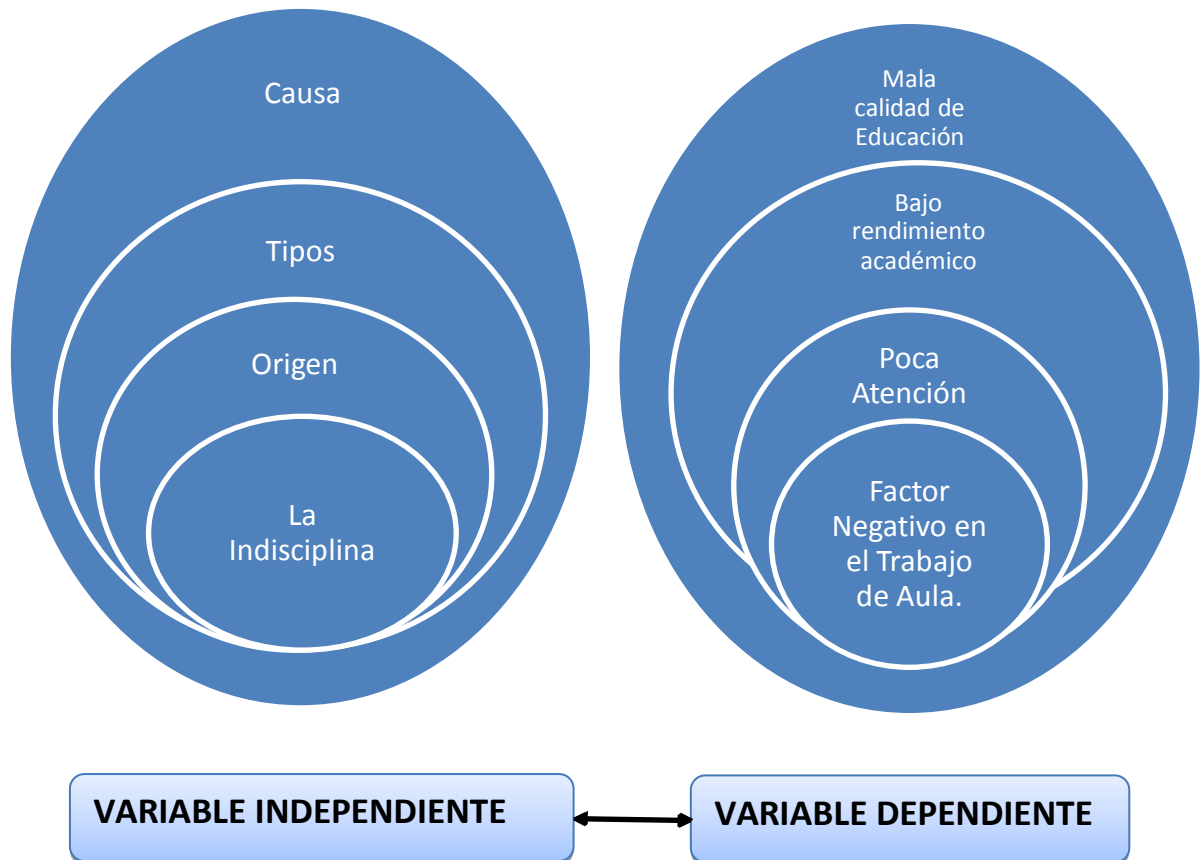 Causa
Tipos
Origen
La
Indisciplina
Mala
calidad de
Educación
Bajo
rendimiento
académico
Poca
Atención
Factor
Negativo en
el Trabajo
de Aula.
VARIABLE INDEPENDIENTE
VARIABLE DEPENDIENTE